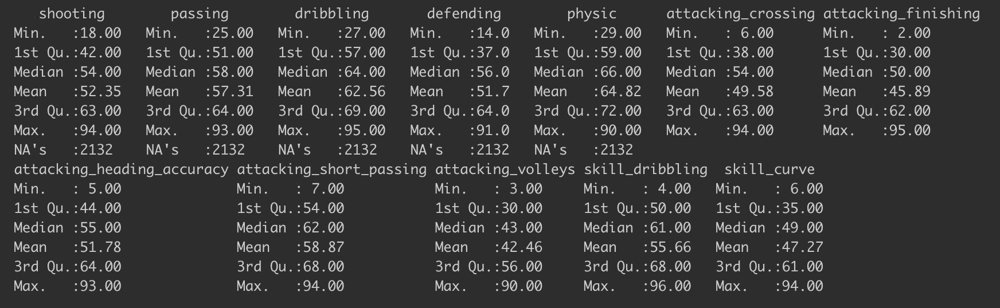 shooting        passing        dribbling       defending        physic      attacking_crossing attacking_finishing
Min.   :18.00   Min.   :25.00   Min.   :27.00   Min.   :14.0   Min.   :29.00   Min.   : 6.00      Min.   : 2.00
1st Qu.:42.00   1st Qu.:51.00   1st Qu.:57.00   1st Qu.:37.0   1st Qu.:59.00   1st Qu.:38.00      1st Qu.:30.00
Median :54.00   Median :58.00   Median :64.00   Median :56.0   Median :66.00   Median :54.00      Median :50.00
Mean   :52.35   Mean   :57.31   Mean   :62.56   Mean   :51.7   Mean   :64.82   Mean   :49.58      Mean   :45.89
3rd Qu.:63.00   3rd Qu.:64.00   3rd Qu.:69.00   3rd Qu.:64.0   3rd Qu.:72.00   3rd Qu.:63.00      3rd Qu.:62.00
Max.   :94.00   Max.   :93.00   Max.   :95.00   Max.   :91.0   Max.   :90.00   Max.   :94.00      Max.   :95.00
NA's   :2132    NA's   :2132    NA's   :2132    NA's   :2132   NA's   :2132
attacking_heading_accuracy attacking_short_passing attacking_volleys skill_dribbling  skill_curve
Min.   : 5.00              Min.   : 7.00           Min.   : 3.00     Min.   : 4.00   Min.   : 6.00
1st Qu.:44.00              1st Qu.:54.00           1st Qu.:30.00     1st Qu.:50.00   1st Qu.:35.00
Median :55.00              Median :62.00           Median :43.00     Median :61.00   Median :49.00
Mean   :51.78              Mean   :58.87           Mean   :42.46     Mean   :55.66   Mean   :47.27
3rd Qu.:64.00              3rd Qu.:68.00           3rd Qu.:56.00     3rd Qu.:68.00   3rd Qu.:61.00
Max.   :93.00              Max.   :94.00           Max.   :90.00     Max.   :96.00   Max.   :94.00